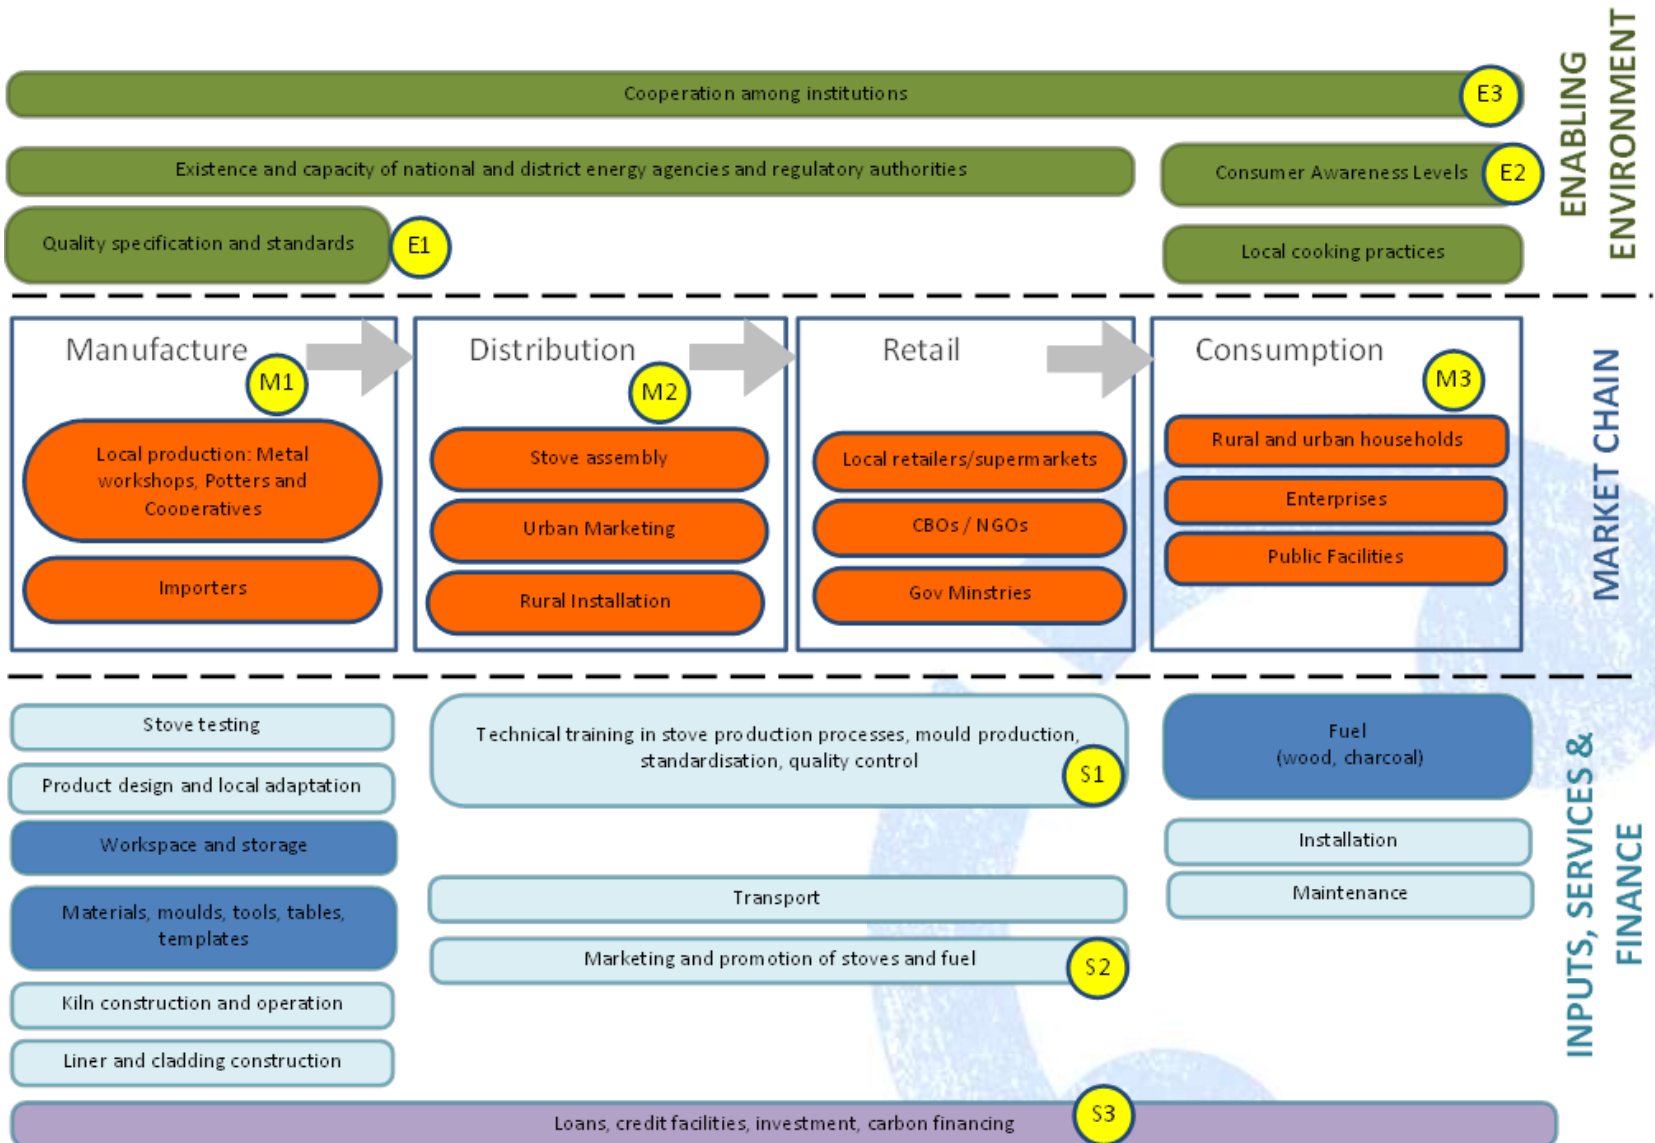 Cooperation among institutions
E3
Existence and capacity of national and district energy agencies and regulatory authorities
Consumer Awareness Levels
E2
Quality specification and standards
E1
Local cooking practices
ENABLING
ENVIRONMENT
Manufacture
M1
Local production: Metal
workshops, Potters and
Cooperatives
Importers
Distribution
M2
Stove assembly
Urban Marketing
Rural Installation
Retail
Local retailers/supermarkets
CBOs / NGOs
Gov Minstries
Consumption
M3
Rural and urban households
Enterprises
Public Facilities
MARKET CHAIN
Stove testing
Product design and local adaptation
Workspace and storage
Materials, moulds, tools, tables,
templates
Kiln construction and operation
Liner and cladding construction
Technical training in stove production processes, mould production,
standardisation, quality control
S1
Transport
Marketing and promotion of stoves and fuel
S2
Fuel
(wood, charcoal)
Installation
Maintenance
Loans, credit facilities, investment, carbon financing
S3
INPUTS, SERVICES &
FINANCE